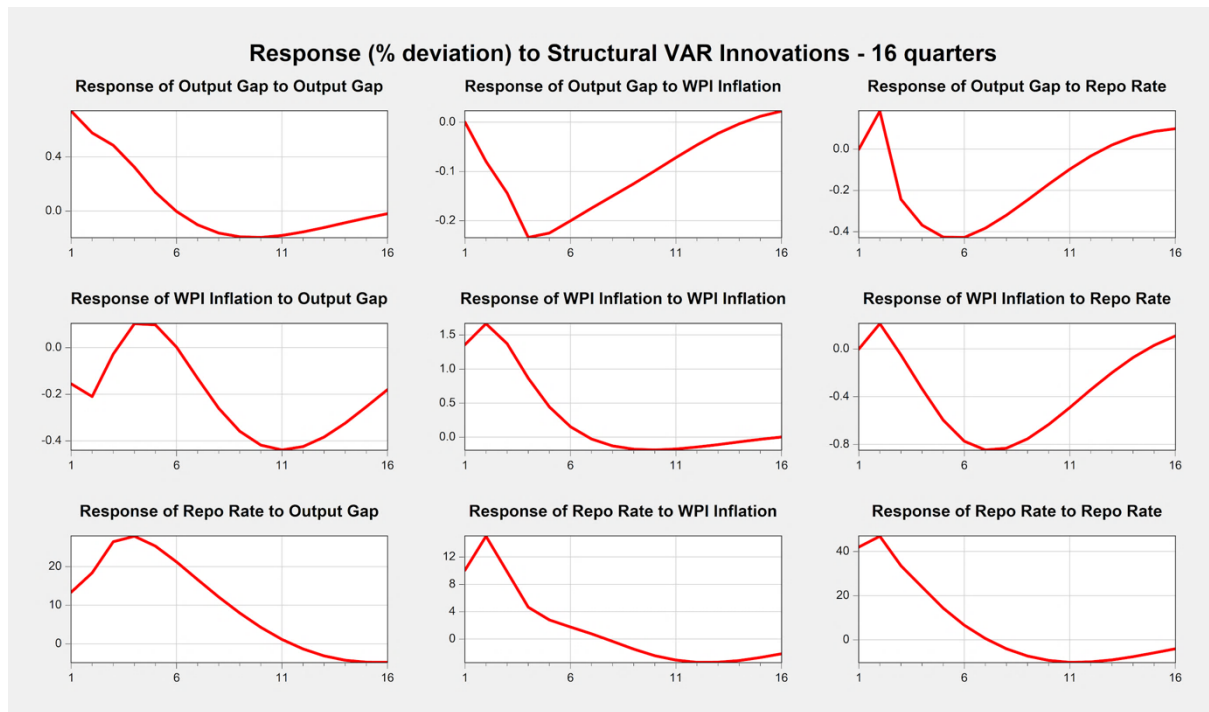 Response (% deviation) to Structural VAR Innovations - 16 quarters
Response of Output Gap to Output Gap
0.4
0.0
1 6 11 16
Response of Output Gap to WPI Inflation
0.0
-0.1
-0.2
1 6 11 16
Response of Output Gap to Repo Rate
0.0
-0.2
-0.4
1 6 11 16
Response of WPI Inflation to Output Gap
0.0
-0.2
-0.4
1 6 11 16
Response of WPI Inflation to WPI Inflation
1.5
1.0
0.5
0.0
1 6 11 16
Response of WPI Inflation to Repo Rate
0.0
-0.4
-0.8
1 6 11 16
Response of Repo Rate to Output Gap
20
10
0
1 6 11 16
Response of Repo Rate to WPI Inflation
12
8
4
0
1 6 11 16
Response of Repo Rate to Repo Rate
40
20
0
1 6 11 16